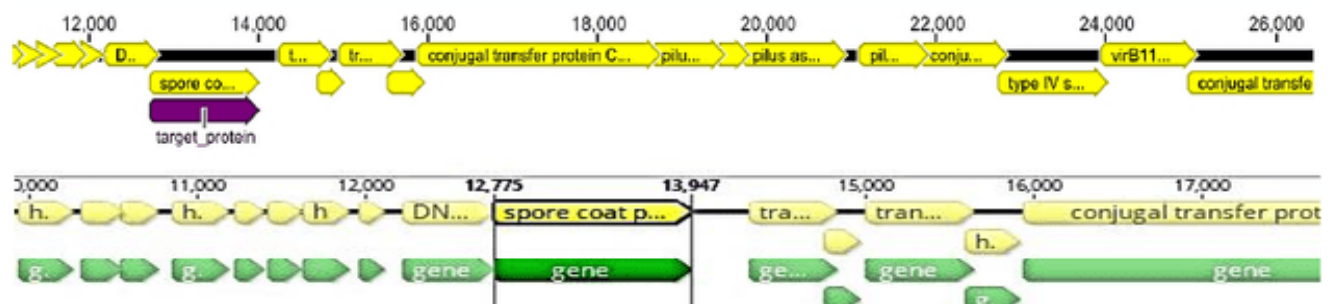 12,000 14,000 16,000 18,000 20,000 22,000 24,000 26,000
D.. t... tr... conjugal transfer protein C... pilu... pilus as... pil... conju... virB11...
spore co... type IV s... conjugal transfe
target_protein
0,000 11,000 12,000 12,775 13,947 15,000 16,000 17,000
h. h. h DN... spore coat p... tra... tran... conjugal transfer prot
h.
g. g. gene gene ge... gene gene
g